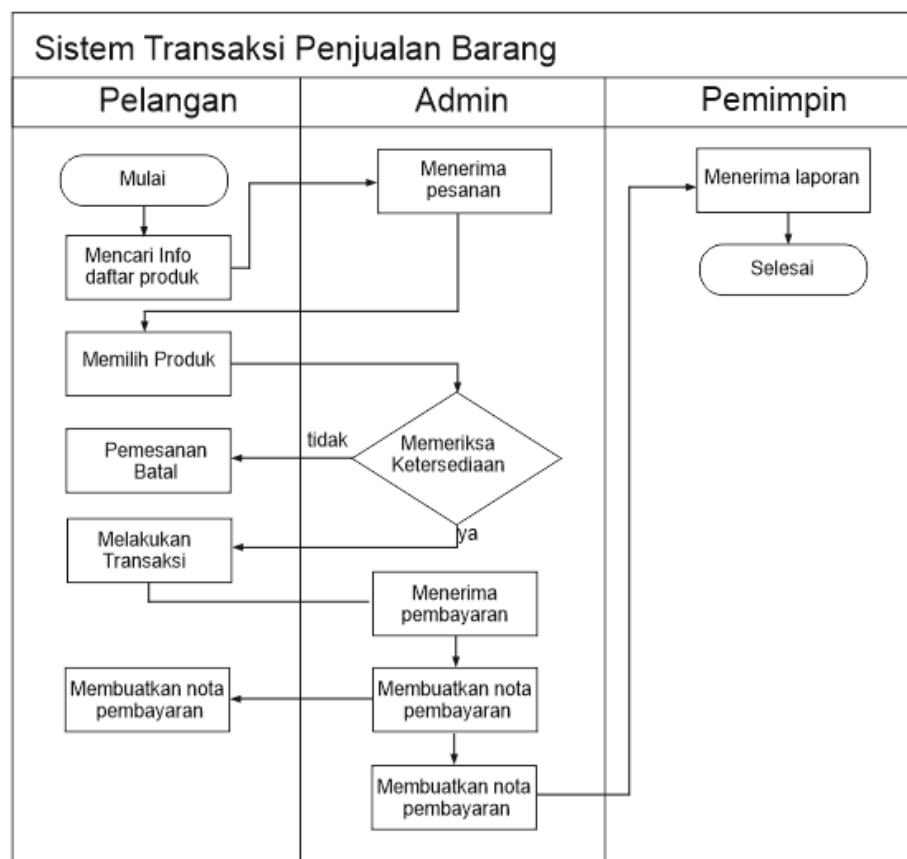 Sistem Transaksi Penjualan Barang
Pelangan
Admin
Pemimpin
Mulai
Menerima
pesanan
Menerima laporan
Mencari Info
daftar produk
Selesai
Memilih Produk
tidak
Memeriksa
Ketersediaan
Pemesanan
Batal
ya
Melakukan
Transaksi
Menerima
pembayaran
Membuatkan nota
pembayaran
Membuatkan nota
pembayaran
Membuatkan nota
pembayaran